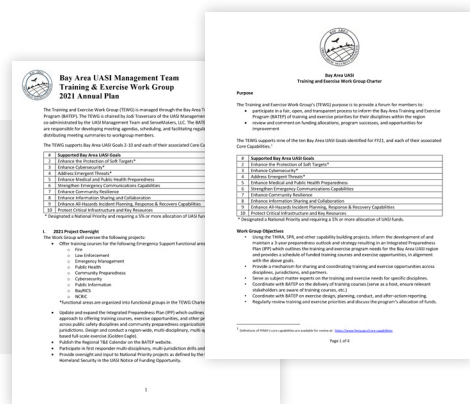 Bay Area UASI Management Team
Training & Exercise Work Group
2021 Annual Plan
The Training and Exercise Work Group (TEWG) is managed through the Bay Area T
Program (BATEP). The TEWG is chaired by Jodi Traversaro of the UASI Management
co-administered by the UASI Management Team and ServeMasters, LLC. The BATE
are responsible for developing meeting agendas, scheduling, and facilitating regula
distributing meeting summaries to workgroup members.
The TEWG supports Bay Area UASI Goals 2-10 and each of their associated Core Ca
# Supported Bay Area UASI Goals
2 Enhance the Protection of Soft Targets*
3 Enhance Cybersecurity*
4 Address Emergent Threats*
5 Enhance Medical and Public Health Preparedness
6 Strengthen Emergency Communications Capabilities
7 Enhance Community Resilience
8 Enhance Information Sharing and Collaboration
9 Enhance All-Hazards Incident Planning, Response & Recovery Capabilities
10 Protect Critical Infrastructure and Key Resources
* Designated a National Priority and requiring a 5% or more allocation of UASI fun
I. 2021 Project Oversight
The Work Group will oversee the following projects:
• Offer training courses for the following Emergency Support functional area
o Fire
o Law Enforcement
o Emergency Management
o Public Health
o Community Preparedness
o Cybersecurity
o Public Information
o BayRICS
o NCRIC
*functional areas are organized into functional groups in the TEWG Charte
• Update and expand the Integrated Preparedness Plan (IPP) which outlines
approach to offering training courses, exercises, workshops, and other pe
across public safety disciplines and community preparedness organizations
jurisdictions. Design and conduct a region-wide, multi-disciplinary, multi-
based full scale exercise (Golden Eagle).
• Publish the Regional T&E Calendar on the BATEP website.
• Participate in first responder multi-disciplinary, multi-jurisdiction drills and
• Provide oversight and input to National Priority projects as defined by the
Homeland Security in the UASI Notice of Funding Opportunity.
1
Bay Area UASI
Training and Exercise Work Group Charter
Purpose
The Training and Exercise Work Group's (TEWG) purpose is to provide a forum for members to:
• participate in a fair, open, and transparent process to inform the Bay Area Training and Exercise
Program (BATEP) of training and exercise priorities for their disciplines within the region
• review and comment on funding allocations, program successes, and opportunities for
improvement
The TEWG supports nine of the ten Bay Area UASI Goals identified for FY21, and each of their associated
Core Capabilities.¹
# Supported Bay Area UASI Goals
2 Enhance the Protection of Soft Targets*
3 Enhance Cybersecurity*
4 Address Emergent Threats*
5 Enhance Medical and Public Health Preparedness
6 Strengthen Emergency Communications Capabilities
7 Enhance Community Resilience
8 Enhance Information Sharing and Collaboration
9 Enhance All-Hazards Incident Planning, Response & Recovery Capabilities
10 Protect Critical Infrastructure and Key Resources
* Designated a National Priority and requiring a 5% or more allocation of UASI funds.
Work Group Objectives
• Using the THIRA, SPR, and other capability building projects, inform the development of and
maintain a 3-year preparedness outlook and strategy resulting in an Integrated Preparedness
Plan (IPP) which outlines the training and exercise program needs for the Bay Area UASI region
and provides a schedule of funded training courses and exercise opportunities, in alignment
with the above goals.
• Provide a mechanism for sharing and coordinating training and exercise opportunities across
disciplines, jurisdictions, and partners.
• Serve as subject matter experts on the training and exercise needs for specific disciplines.
• Coordinate with BATEP on the delivery of training courses (serve as a host, ensure relevant
stakeholders are aware of training courses, etc.)
• Coordinate with BATEP on exercise design, planning, conduct, and after-action reporting.
• Regularly review training and exercise priorities and discuss the program's allocation of funds.
Page 1 of 4